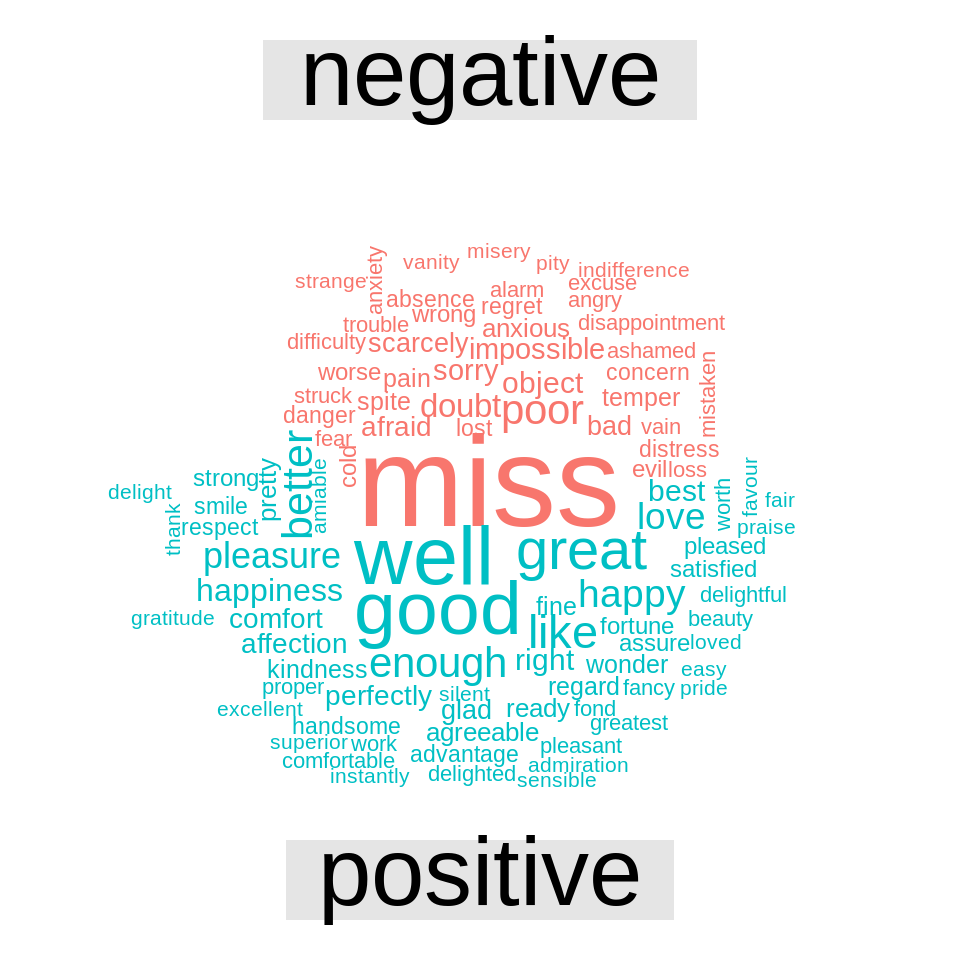 negative
misery
vanity
pity
anxiety
indifference
strange
excuse
alarm
absence
angry
regret
wrong
trouble
anxious
disappointment
difficulty
scarcely
impossible
ashamed
sorry
worse
pain
concern
object
mistaken
struck
spite
temper
doubt
poor
danger
afraid
lost
bad
vain
fear
distress
cold
evil
loss
miss
better
pretty
amiable
strong
best
worth
favour
delight
fair
smile
love
thank
respect
praise
well
great
pleasure
pleased
satisfied
happiness
good
happy
delightful
fine
gratitude
comfort
like
fortune
beauty
affection
assure
loved
enough
right
kindness
wonder
easy
proper
perfectly
silent
regard
fancy
pride
excellent
glad
ready
fond
handsome
greatest
agreeable
superior
work
pleasant
comfortable
advantage
admiration
instantly
delighted
sensible
positive